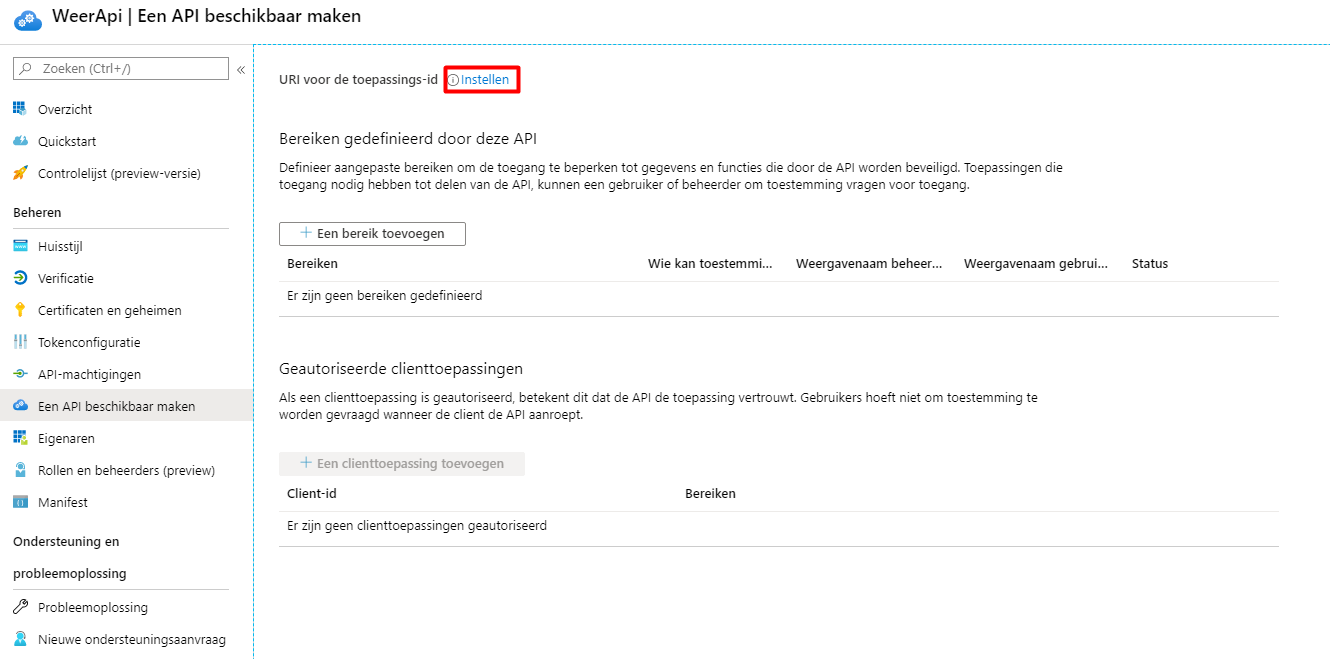 WeerApi | Een API beschikbaar maken
Zoeken (Ctrl+/)
«
Overzicht
Quickstart
Controlelijst (preview-versie)
Beheren
Huisstijl
Verificatie
Certificaten en geheimen
Tokenconfiguratie
API-machtigingen
Een API beschikbaar maken
Eigenaren
Rollen en beheerders (preview)
Manifest
Ondersteuning en
probleemoplossing
Probleemoplossing
Nieuwe ondersteuningsaanvraag
URI voor de toepassings-id Instellen
Bereiken gedefinieerd door deze API
Definieer aangepaste bereiken om de toegang te beperken tot gegevens en functies die door de API worden beveiligd. Toepassingen die
toegang nodig hebben tot delen van de API, kunnen een gebruiker of beheerder om toestemming vragen voor toegang.
+ Een bereik toevoegen
Bereiken Wie kan toestemmi... Weergavenaam beheer... Weergavenaam gebrui... Status
Er zijn geen bereiken gedefinieerd
Geautoriseerde clienttoepassingen
Als een clienttoepassing is geautoriseerd, betekent dit dat de API de toepassing vertrouwt. Gebruikers hoeft niet om toestemming te
worden gevraagd wanneer de client de API aanroept.
+ Een clienttoepassing toevoegen
Client-id Bereiken
Er zijn geen clienttoepassingen geautoriseerd